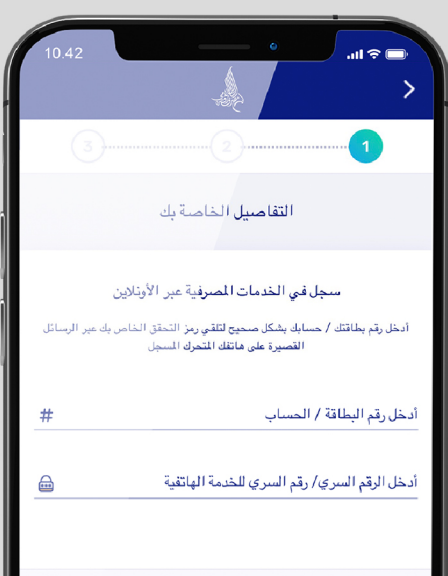 10.42
1 2 3
التفاصيل الخاصة بك
سجل في الخدمات المصرفية عبر الأونلاين
أدخل رقم بطاقتك / حسابك بشكل صحيح لتلقي رمز التحقق الخاص بك عبر الرسائل
القصيرة على هاتفك المتحرك المسجل
أدخل رقم البطاقة / الحساب #
أدخل الرقم السري/ رقم السري للخدمة الهاتفية